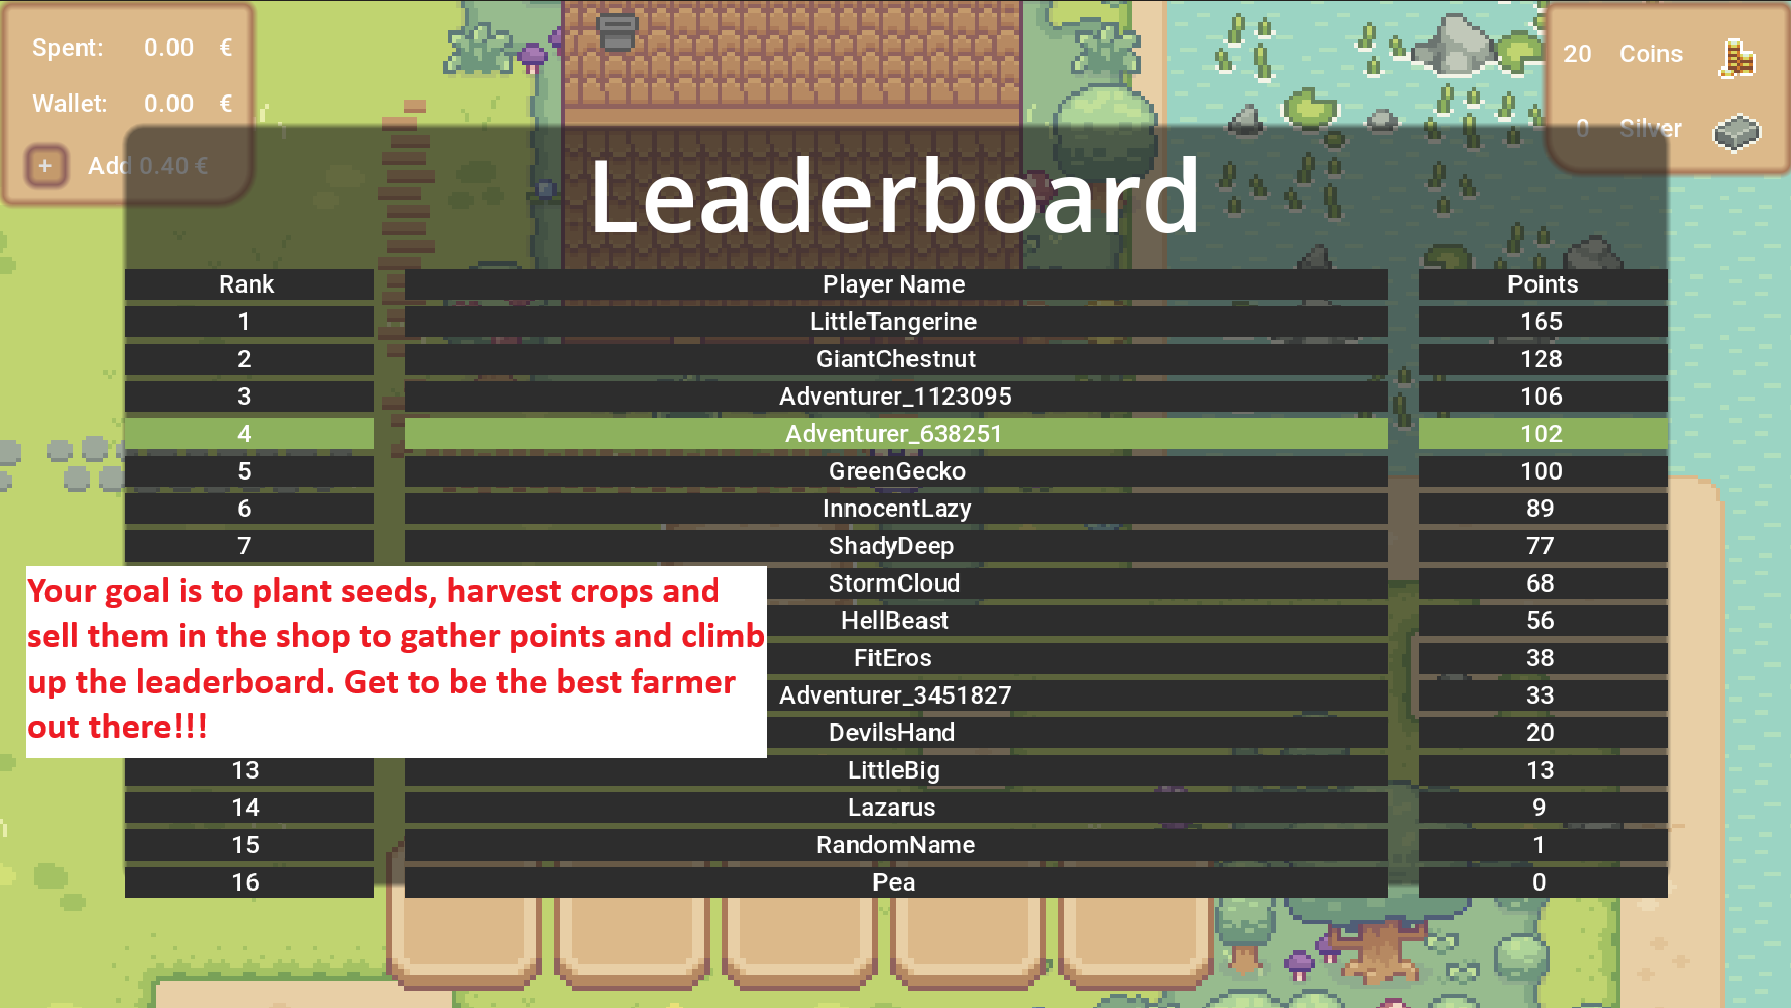 Spent: 0.00 €
Wallet: 0.00 €
+ Add 0.40 €
20 Coins
0 Silver
Leaderboard
Rank Player Name Points
1 LittleTangerine 165
2 GiantChestnut 128
3 Adventurer_1123095 106
4 Adventurer_638251 102
5 GreenGecko 100
6 InnocentLazy 89
7 ShadyDeep 77
StormCloud 68
HellBeast 56
FitEros 38
Adventurer_3451827 33
DevilsHand 20
Your goal is to plant seeds, harvest crops and
sell them in the shop to gather points and climb
up the leaderboard. Get to be the best farmer
out there!!!
13 LittleBig 13
14 Lazarus 9
15 RandomName 1
16 Pea 0